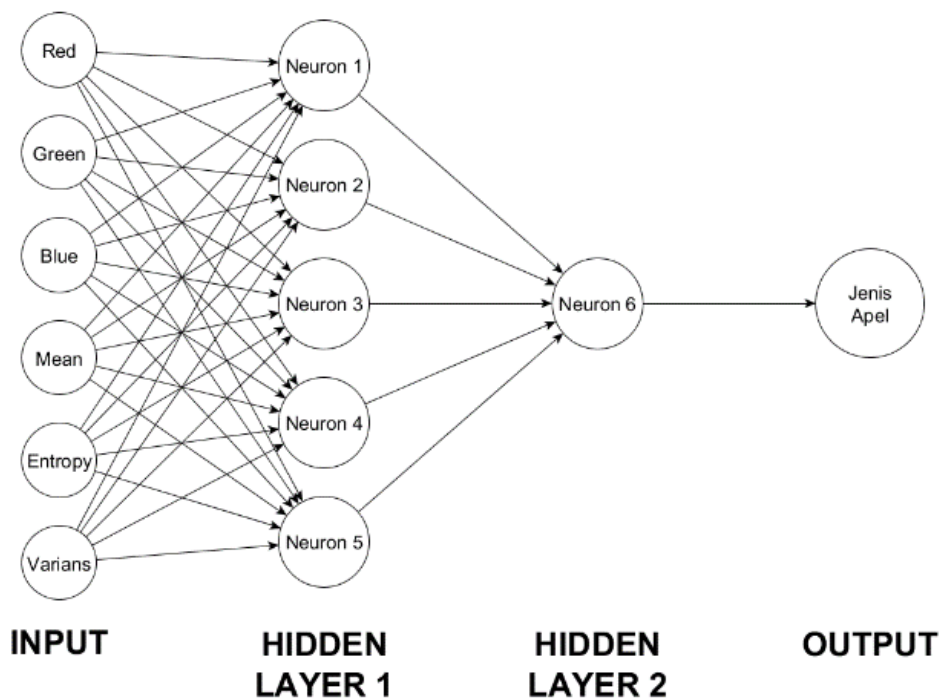 Red
Green
Blue
Mean
Entropy
Varians
Neuron 1
Neuron 2
Neuron 3
Neuron 4
Neuron 5
Neuron 6
Jenis
Apel
INPUT
HIDDEN
LAYER 1
HIDDEN
LAYER 2
OUTPUT